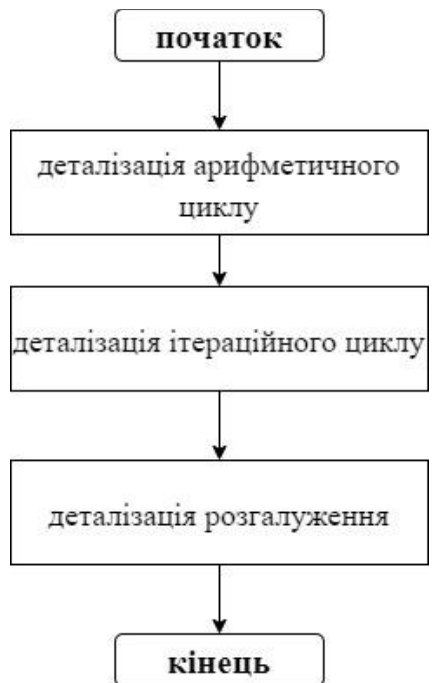 початок
деталізація арифметичного
циклу
деталізація ітераційного циклу
деталізація розгалуження
кінець